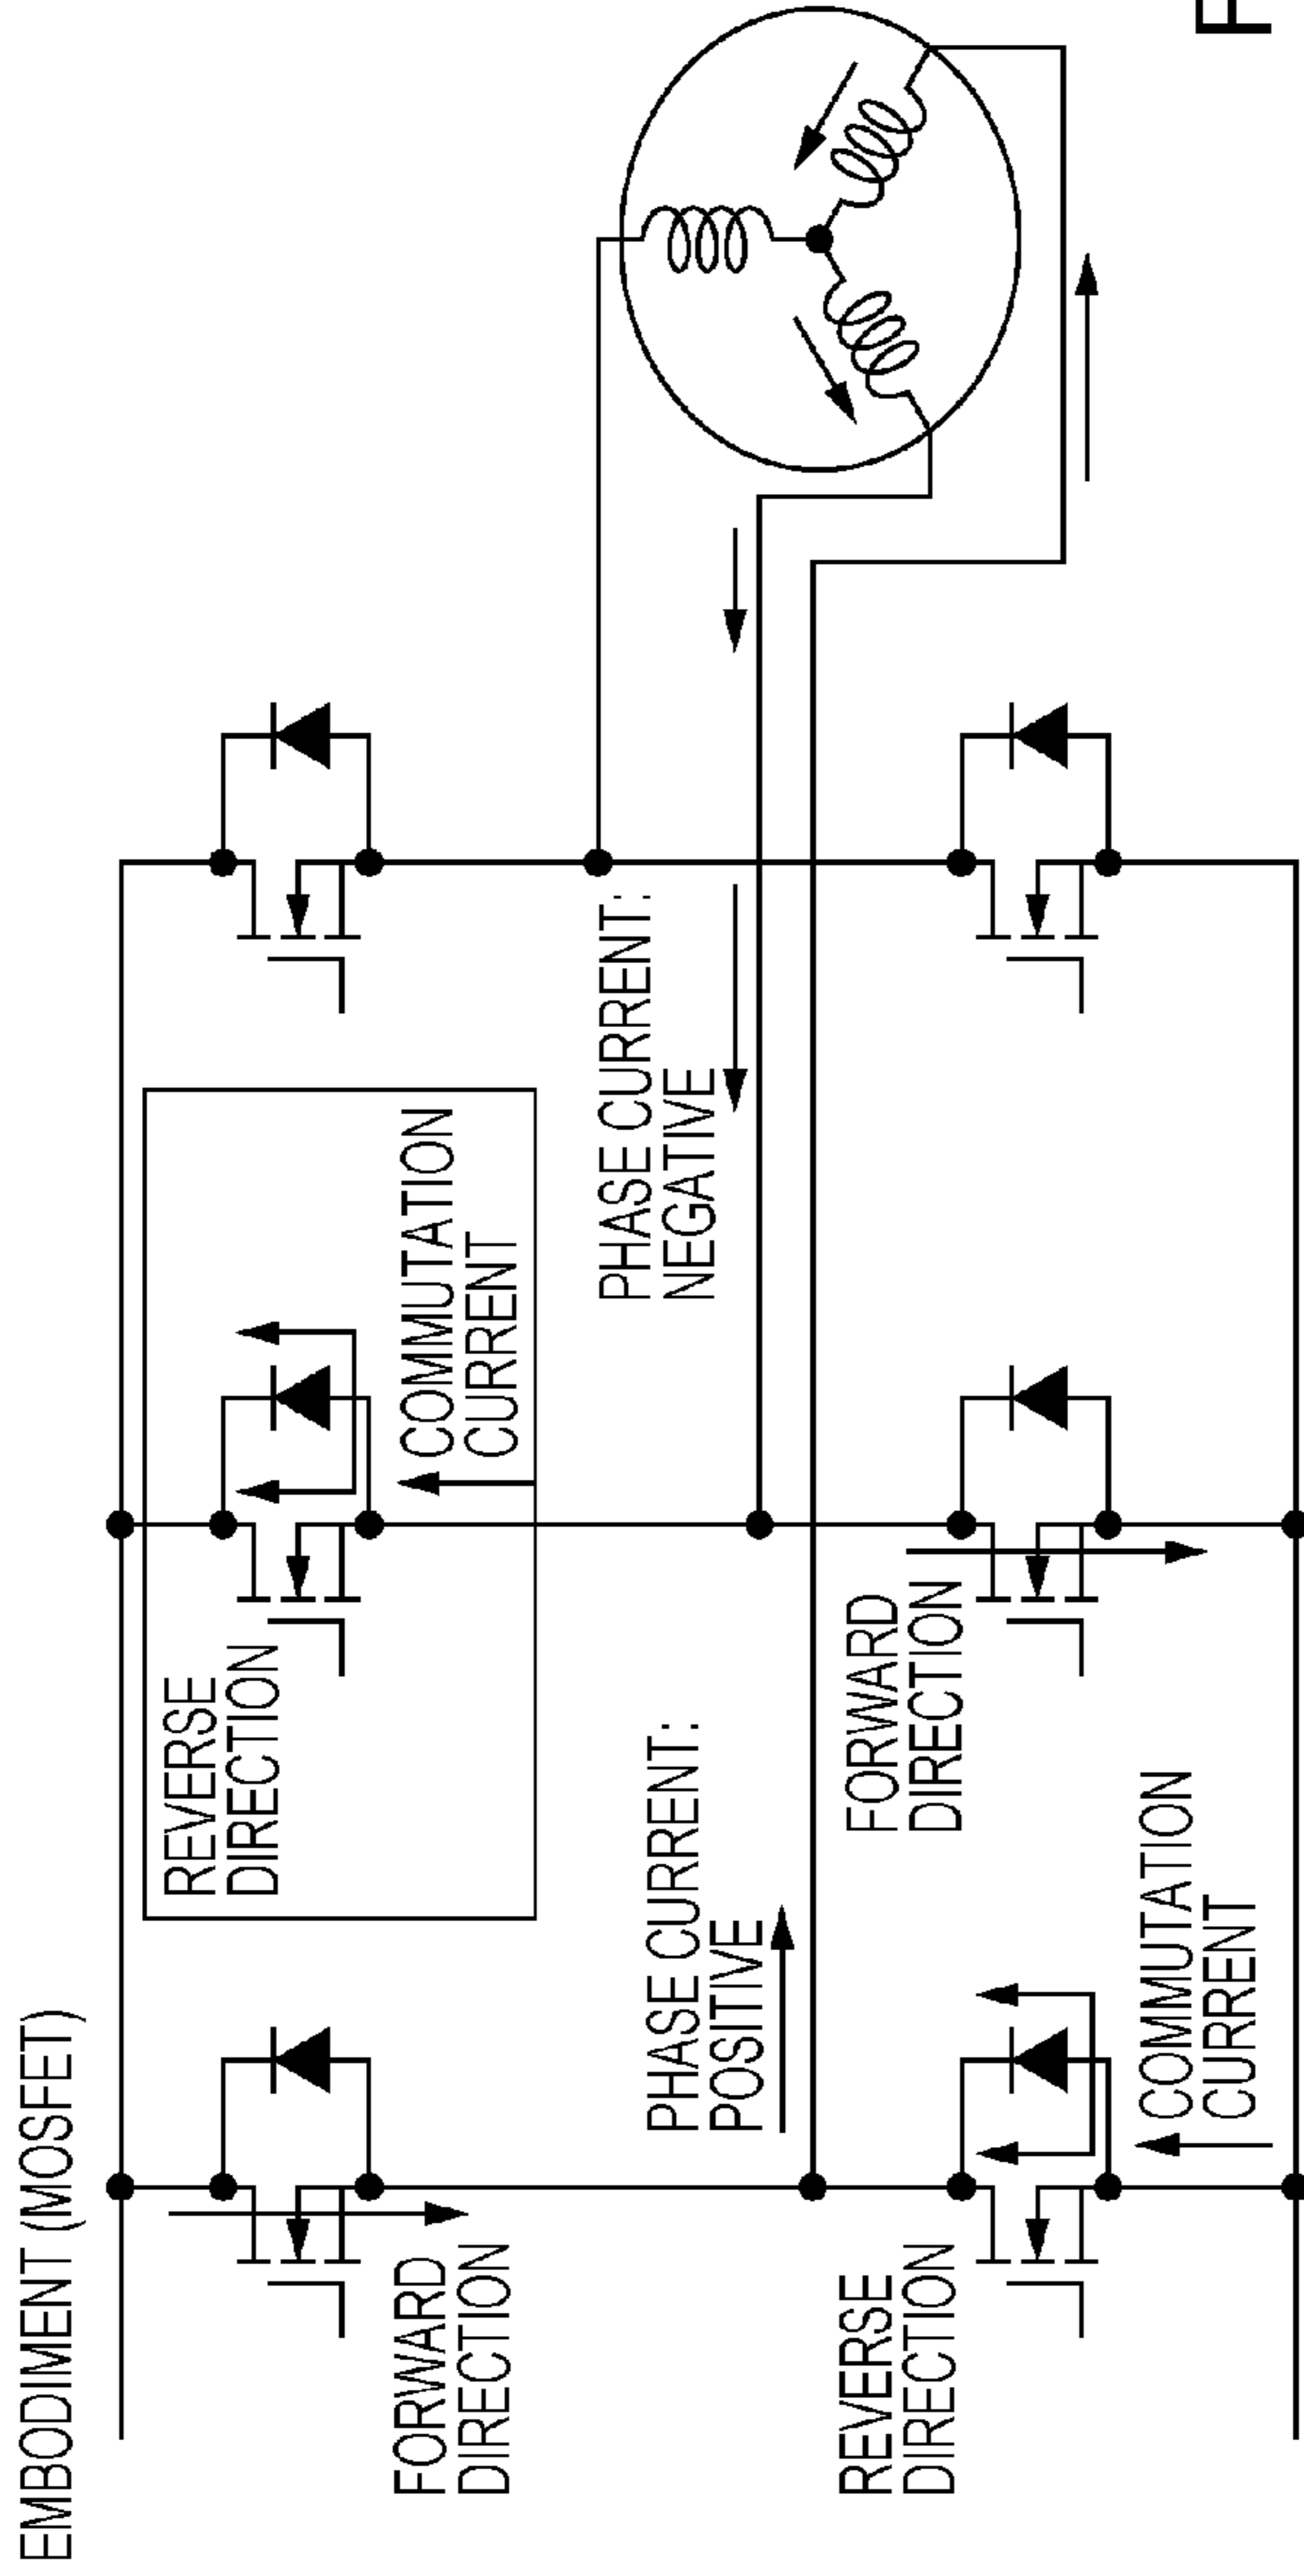 EMBODIMENT (MOSFET)
REVERSE
DIRECTION
COMMUTATION
CURRENT
FORWARD
DIRECTION
PHASE CURRENT:
NEGATIVE
PHASE CURRENT:
POSITIVE
FORWARD
DIRECTION
REVERSE
DIRECTION
COMMUTATION
CURRENT